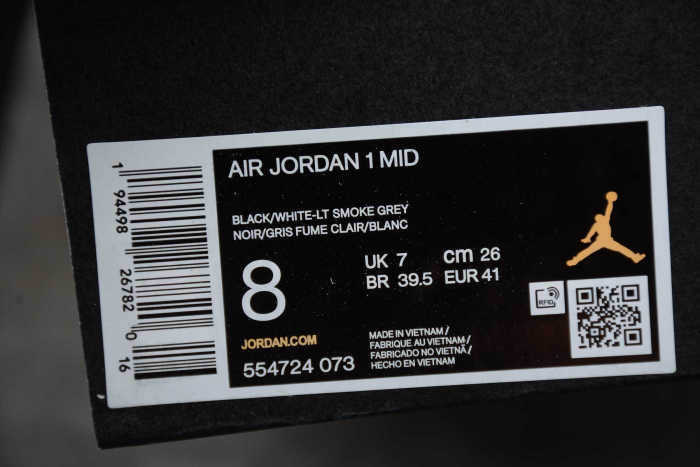 AIR JORDAN 1 MID
BLACK/WHITE-LT SMOKE GREY
NOIR/GRIS FUME CLAIR/BLANC
8
UK 7 cm 26
BR 39.5 EUR 41
RFID
JORDAN.COM
554724 073
MADE IN VIETNAM/
FABRIQUE AU VIETNAM/
FABRICADO NO VIETNÃ/
HECHO EN VIETNAM
1 94498 26782 0 16